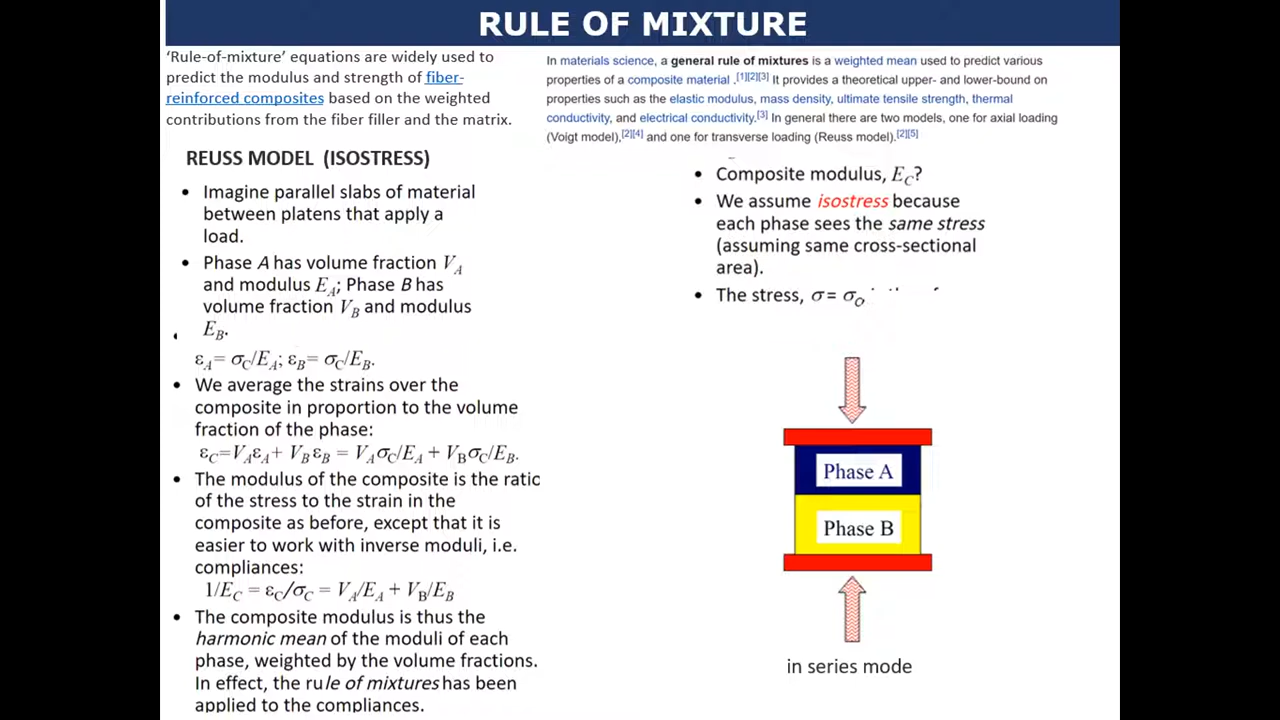 RULE OF MIXTURE
‘Rule-of-mixture’ equations are widely used to
predict the modulus and strength of fiber-
reinforced composites based on the weighted
contributions from the fiber filler and the matrix.
In materials science, a general rule of mixtures is a weighted mean used to predict various
properties of a composite material .[1][2][3] It provides a theoretical upper- and lower-bound on
properties such as the elastic modulus, mass density, ultimate tensile strength, thermal
conductivity, and electrical conductivity.[3] In general there are two models, one for axial loading
(Voigt model),[2][4] and one for transverse loading (Reuss model).[2][5]
REUSS MODEL (ISOSTRESS)
• Imagine parallel slabs of material
between platens that apply a
load.
• Phase A has volume fraction V_A
and modulus E_A; Phase B has
volume fraction V_B and modulus
E_B.
ε_A= σ_C/E_A; ε_B= σ_C/E_B.
• We average the strains over the
composite in proportion to the volume
fraction of the phase:
ε_C=V_Aε_A+ V_Bε_B = V_Aσ_C/E_A + V_Bσ_C/E_B.
• The modulus of the composite is the ratio
of the stress to the strain in the
composite as before, except that it is
easier to work with inverse moduli, i.e.
compliances:
1/E_C = ε_C/σ_C = V_A/E_A + V_B/E_B
• The composite modulus is thus the
harmonic mean of the moduli of each
phase, weighted by the volume fractions.
In effect, the rule of mixtures has been
applied to the compliances.
• Composite modulus, E_C?
• We assume isostress because
each phase sees the same stress
(assuming same cross-sectional
area).
• The stress, σ= σ_O
Phase A
Phase B
in series mode